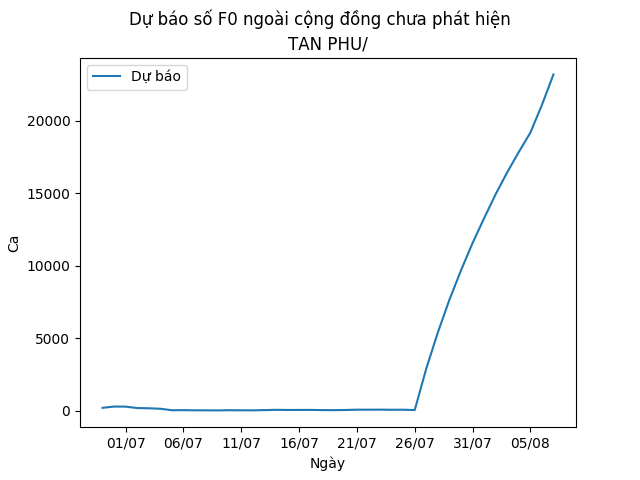 Dự báo số F0 ngoài cộng đồng chưa phát hiện
TAN PHU/
Dự báo
20000
15000
10000
5000
0
Ca
01/07 06/07 11/07 16/07 21/07 26/07 31/07 05/08
Ngày